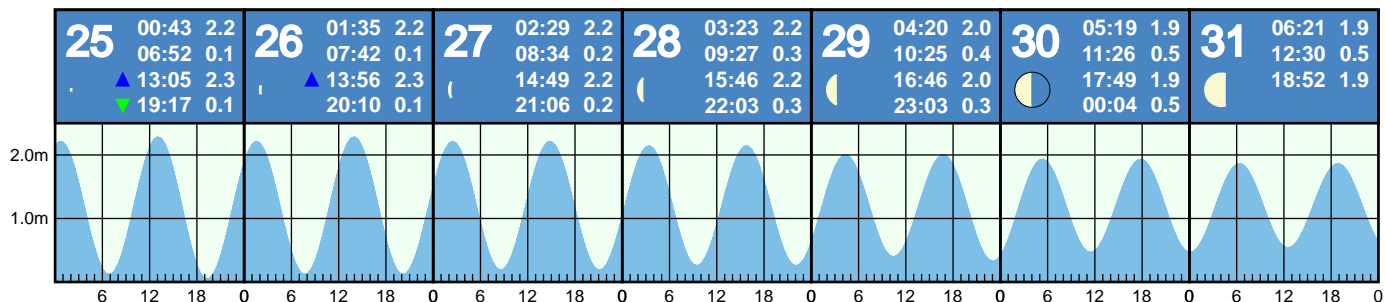 25 00:43 2.2 26 01:35 2.2 27 02:29 2.2 28 03:23 2.2 29 04:20 2.0 30 05:19 1.9 31 06:21 1.9
06:52 0.1 07:42 0.1 08:34 0.2 09:27 0.3 10:25 0.4 11:26 0.5 12:30 0.5
13:05 2.3 13:56 2.3 14:49 2.2 15:46 2.2 16:46 2.0 17:49 1.9 18:52 1.9
19:17 0.1 20:10 0.1 21:06 0.2 22:03 0.3 23:03 0.3 00:04 0.5
2.0m
1.0m
6 12 18 0 6 12 18 0 6 12 18 0 6 12 18 0 6 12 18 0 6 12 18 0 6 12 18 0